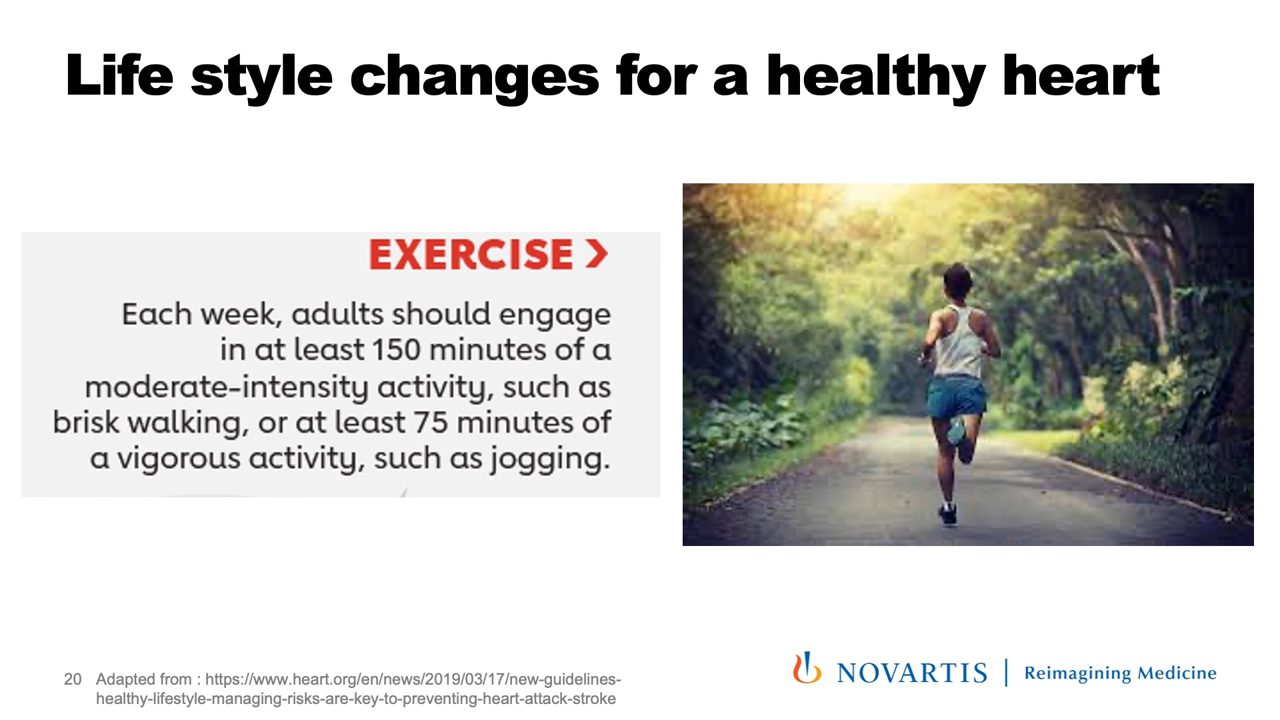 Life style changes for a healthy heart
EXERCISE >
Each week, adults should engage
in at least 150 minutes of a
moderate-intensity activity, such as
brisk walking, or at least 75 minutes of
a vigorous activity, such as jogging.
20 Adapted from : https://www.heart.org/en/news/2019/03/17/new-guidelines-
healthy-lifestyle-managing-risks-are-key-to-preventing-heart-attack-stroke
NOVARTIS | Reimagining Medicine